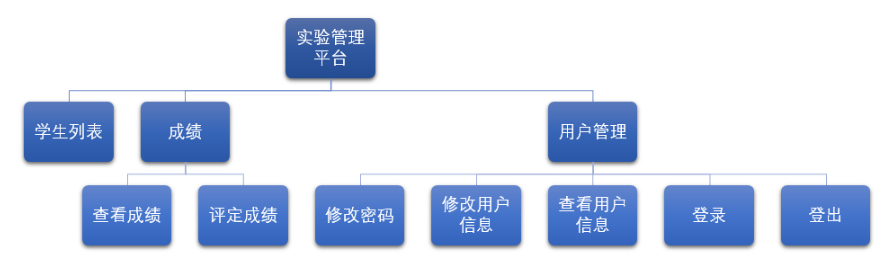 实验管理
平台
学生列表
成绩
用户管理
查看成绩
评定成绩
修改密码
修改用户
信息
查看用户
信息
登录
登出